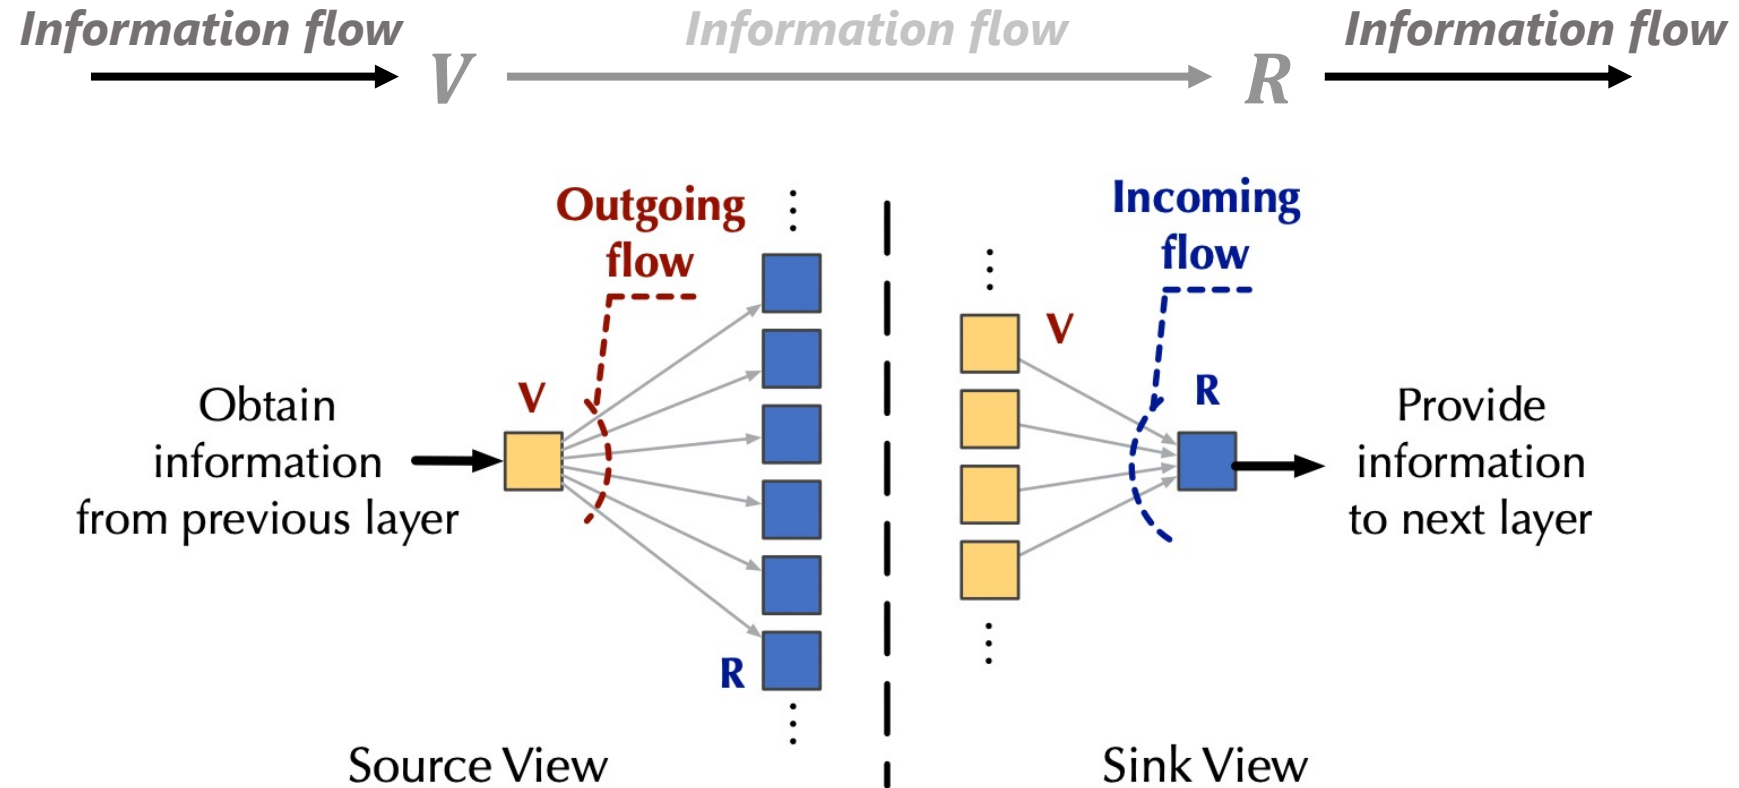 Information flow
Information flow
Information flow
V
R
Outgoing
flow
V
Obtain
information
from previous layer
R
Source View
Incoming
flow
V
R
Provide
information
to next layer
Sink View